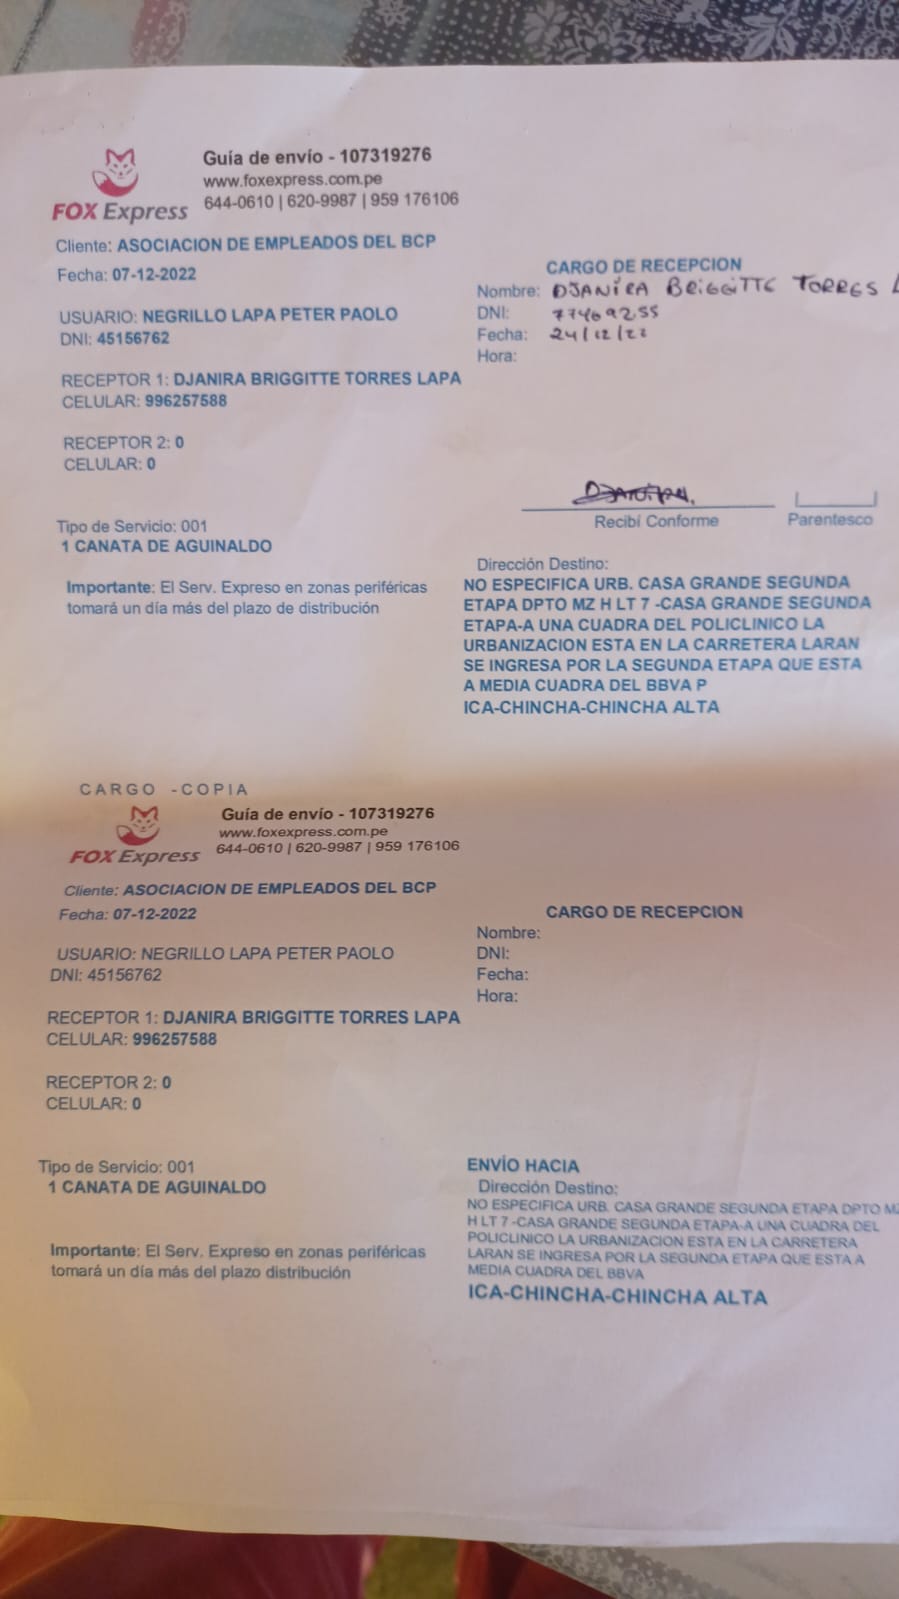 Guía de envío - 107319276
www.foxexpress.com.pe
FOX Express
644-0610 | 620-9987 | 959 176106
Cliente: ASOCIACION DE EMPLEADOS DEL BCP
Fecha: 07-12-2022
CARGO DE RECEPCION
Nombre: DJANIRA BRIGGITTE TORRES L
DNI: 77469255
Fecha: 24/12/22
Hora:
USUARIO: NEGRILLO LAPA PETER PAOLO
DNI: 45156762
RECEPTOR 1: DJANIRA BRIGGITTE TORRES LAPA
CELULAR: 996257588
RECEPTOR 2: 0
CELULAR: 0
Recibí Conforme
Parentesco
Tipo de Servicio: 001
1 CANATA DE AGUINALDO
Importante: El Serv. Expreso en zonas periféricas
tomará un día más del plazo de distribución
Dirección Destino:
NO ESPECIFICA URB. CASA GRANDE SEGUNDA
ETAPA DPTO MZ H LT 7 -CASA GRANDE SEGUNDA
ETAPA-A UNA CUADRA DEL POLICLINICO LA
URBANIZACION ESTA EN LA CARRETERA LARAN
SE INGRESA POR LA SEGUNDA ETAPA QUE ESTA
A MEDIA CUADRA DEL BBVA P
ICA-CHINCHA-CHINCHA ALTA
CARGO -COPIA
Guía de envío - 107319276
www.foxexpress.com.pe
FOX Express
644-0610 | 620-9987 | 959 176106
Cliente: ASOCIACION DE EMPLEADOS DEL BCP
Fecha: 07-12-2022
CARGO DE RECEPCION
Nombre:
DNI:
Fecha:
Hora:
USUARIO: NEGRILLO LAPA PETER PAOLO
DNI: 45156762
RECEPTOR 1: DJANIRA BRIGGITTE TORRES LAPA
CELULAR: 996257588
RECEPTOR 2: 0
CELULAR: 0
Tipo de Servicio: 001
1 CANATA DE AGUINALDO
Importante: El Serv. Expreso en zonas periféricas
tomará un día más del plazo distribución
ENVÍO HACIA
Dirección Destino:
NO ESPECIFICA URB. CASA GRANDE SEGUNDA ETAPA DPTO MZ
H LT 7 -CASA GRANDE SEGUNDA ETAPA-A UNA CUADRA DEL
POLICLINICO LA URBANIZACION ESTA EN LA CARRETERA
LARAN SE INGRESA POR LA SEGUNDA ETAPA QUE ESTA A
MEDIA CUADRA DEL BBVA
ICA-CHINCHA-CHINCHA ALTA